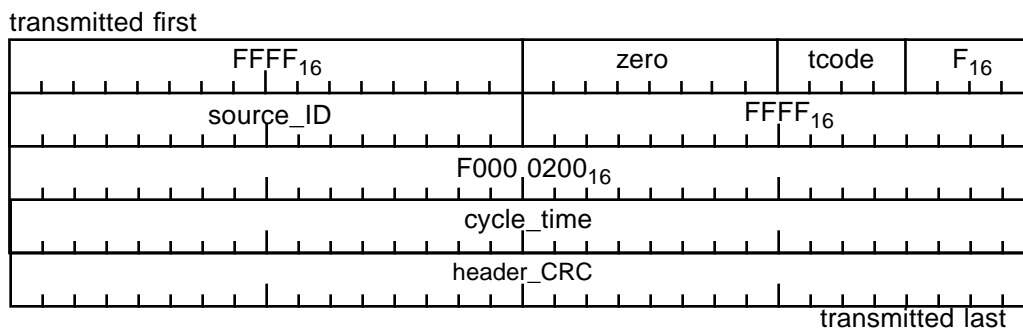 transmitted first
FFFF16 zero tcode F16
source_ID FFFF16
F000 020016
cycle_time
header_CRC
transmitted last